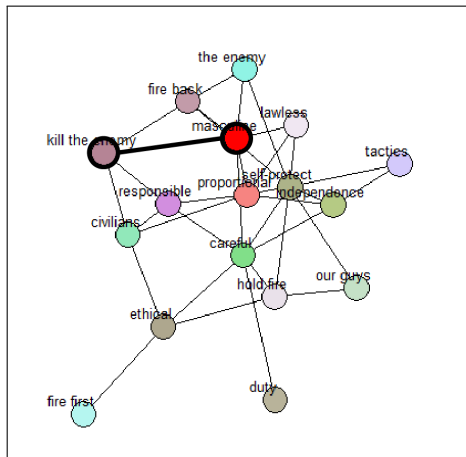 the enemy
fire back
lawless
masculine
kill the enemy
tactics
self-protect
proportional
responsible
independence
civilians
careful
our guys
hold fire
ethical
duty
fire first